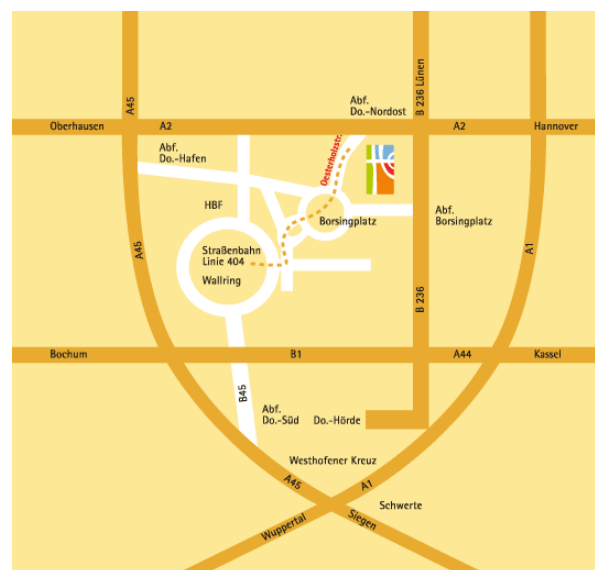 A45
B 236 Lünen
A1
Abf.
Do.-Nordost
Oberhausen
A2
A2
Hannover
Abf.
Do.-Hafen
Oesterholzstr.
HBF
Borsingplatz
Abf.
Borsingplatz
A45
Straßenbahn
Linie 404
Wallring
A1
B 236
Bochum
B1
A44
Kassel
B45
Abf.
Do.-Süd
Do.-Hörde
Westhofener Kreuz
A45
A1
Schwerte
Wuppertal
Siegen